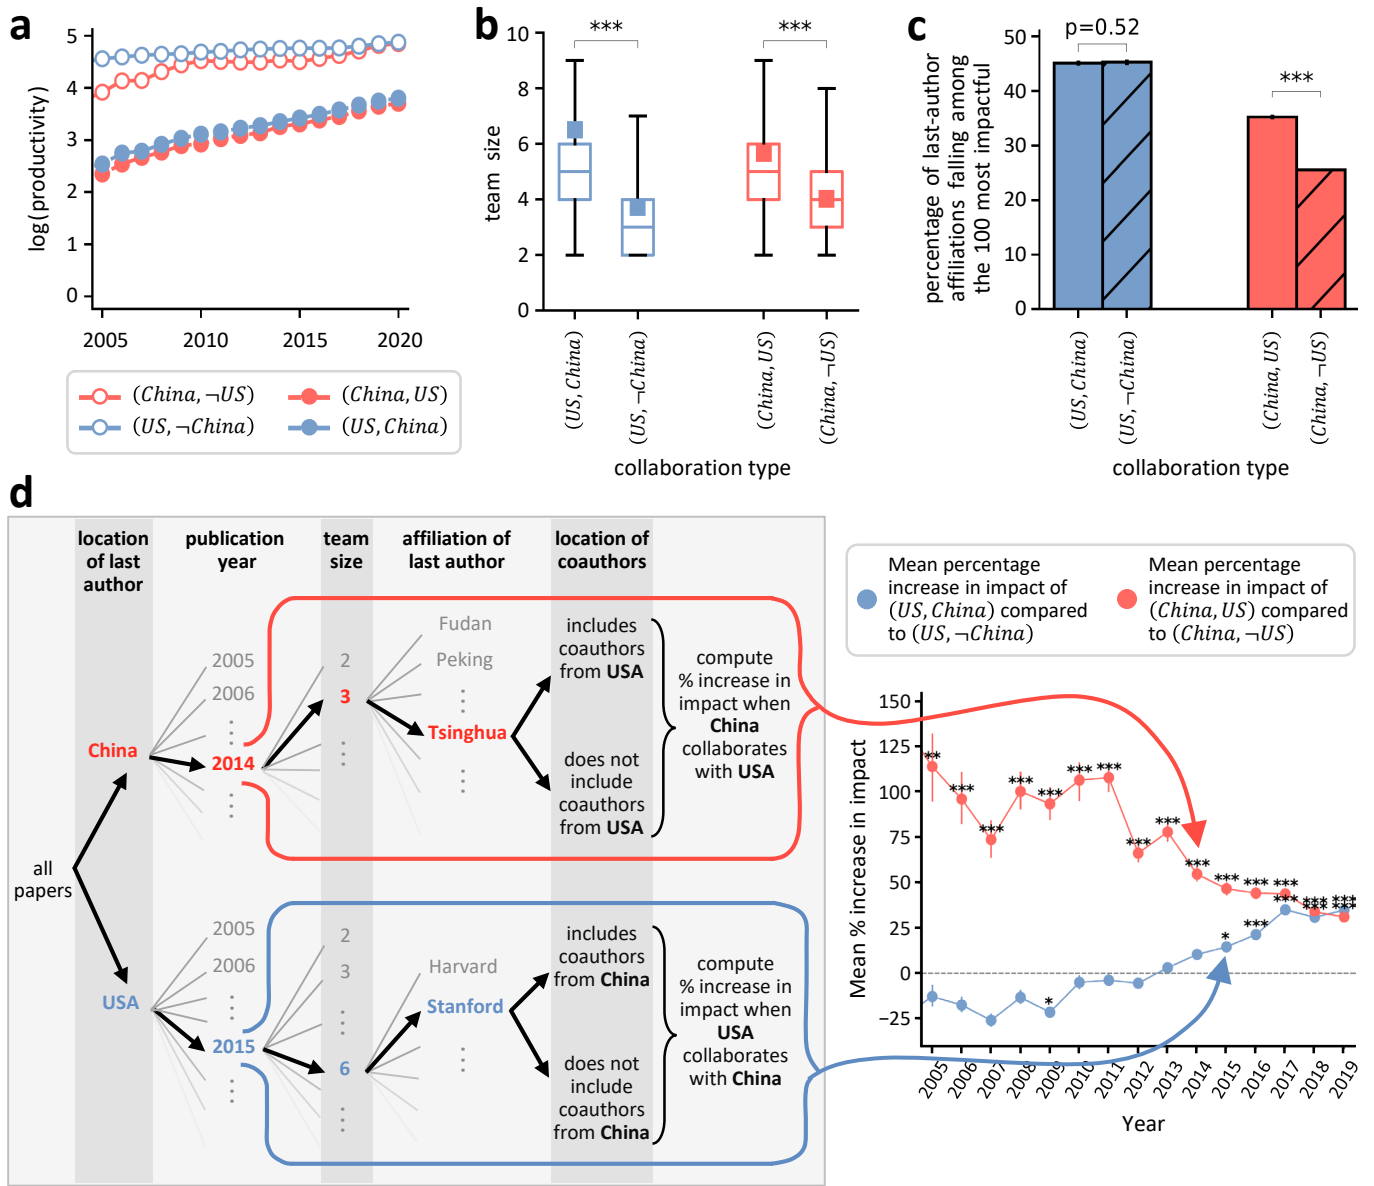 a
5
4
3
2
1
0
log(productivity)
2005
2010
2015
2020
(China, ¬US)
(China, US)
(US, ¬China)
(US, China)
b
10
8
6
4
2
0
team size
***
***
(US, China)
(US, ¬China)
(China, US)
(China, ¬US)
collaboration type
c
50
40
30
20
10
0
percentage of last-author
affiliations falling among
the 100 most impactful
p=0.52
***
(US, China)
(US, ¬China)
(China, US)
(China, ¬US)
collaboration type
d
location
of last
author
publication
year
team
size
affiliation of
last author
location of
coauthors
all
papers
China
2005
2006
⋮
2014
⋮
2
3
⋮
Fudan
Peking
⋮
Tsinghua
⋮
includes
coauthors
from USA
does not
include
coauthors
from USA
compute
% increase in
impact when
China
collaborates
with USA
USA
2005
2006
⋮
2015
⋮
2
3
⋮
6
⋮
Harvard
Stanford
⋮
includes
coauthors
from China
does not
include
coauthors
from China
compute
% increase in
impact when
USA
collaborates
with China
Mean percentage
increase in impact of
(US, China) compared
to (US, ¬China)
Mean percentage
increase in impact of
(China, US) compared
to (China, ¬US)
150
125
100
75
50
25
0
−25
Mean % increase in impact
**
***
***
***
***
***
***
***
***
***
***
***
***
***
***
*
*
***
***
***
***
2005
2006
2007
2008
2009
2010
2011
2012
2013
2014
2015
2016
2017
2018
2019
Year